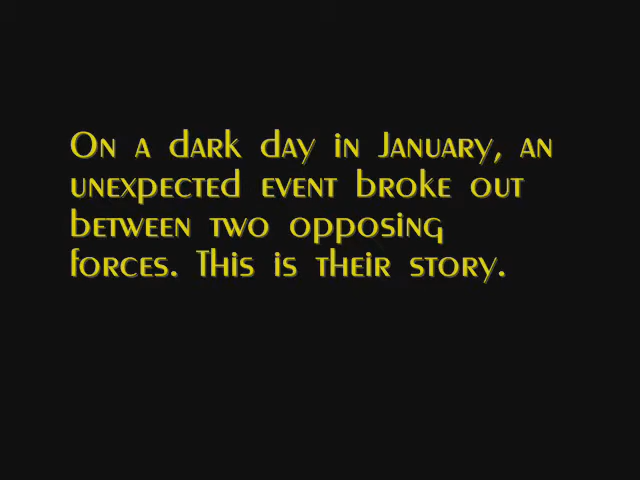 On a dark day in January, an
unexpected event broke out
between two opposing
forces. This is their story.